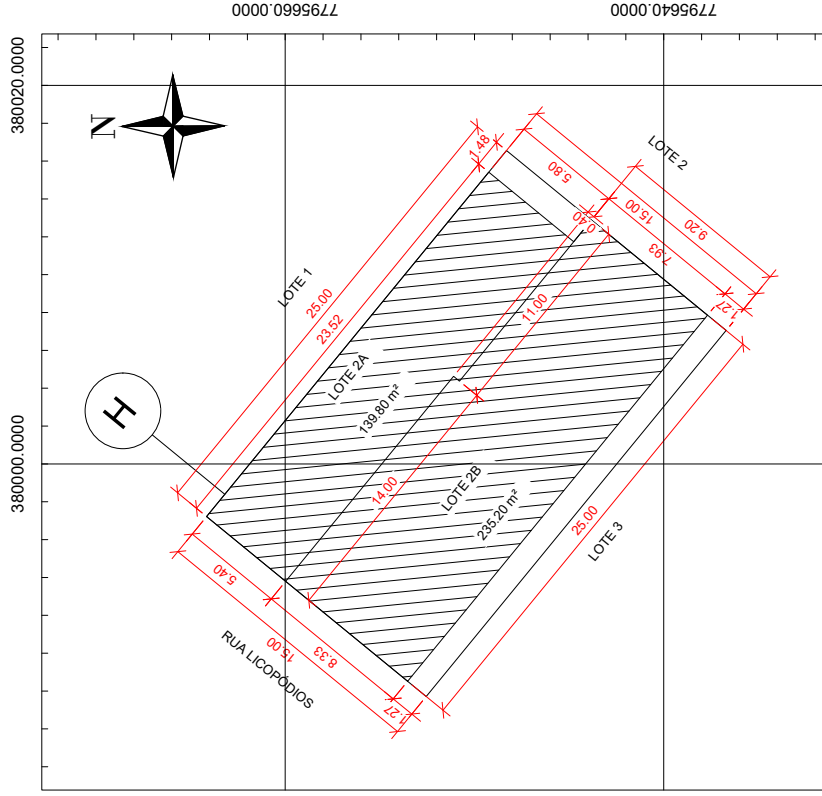 7795660.0000
7795640.0000
380020.0000
380000.0000
N
H
LOTE 1
25.00
23.52
1.48
LOTE 2A
139.80 m²
LOTE 2
5.80
0.40
15.00
9.20
7.93
1.27
11.00
14.00
LOTE 2B
235.20 m²
25.00
LOTE 3
5.40
15.00
8.33
1.27
RUA LICOPÓDIOS